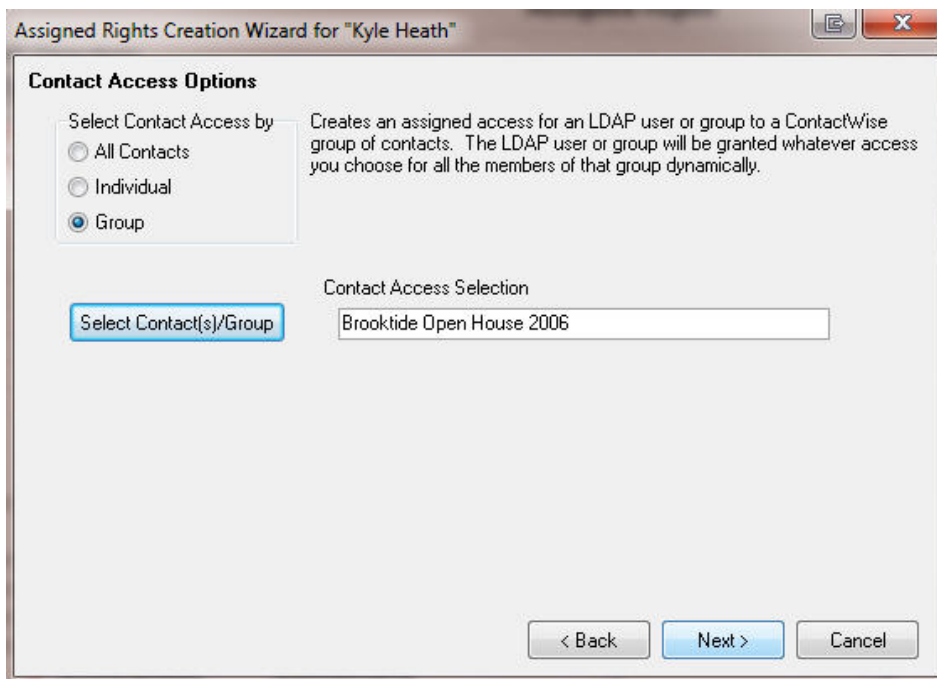 Assigned Rights Creation Wizard for "Kyle Heath"
Contact Access Options
Select Contact Access by
All Contacts
Individual
Group
Creates an assigned access for an LDAP user or group to a ContactWise
group of contacts. The LDAP user or group will be granted whatever access
you choose for all the members of that group dynamically.
Contact Access Selection
Select Contact(s)/Group
Brooktide Open House 2006
< Back
Next >
Cancel